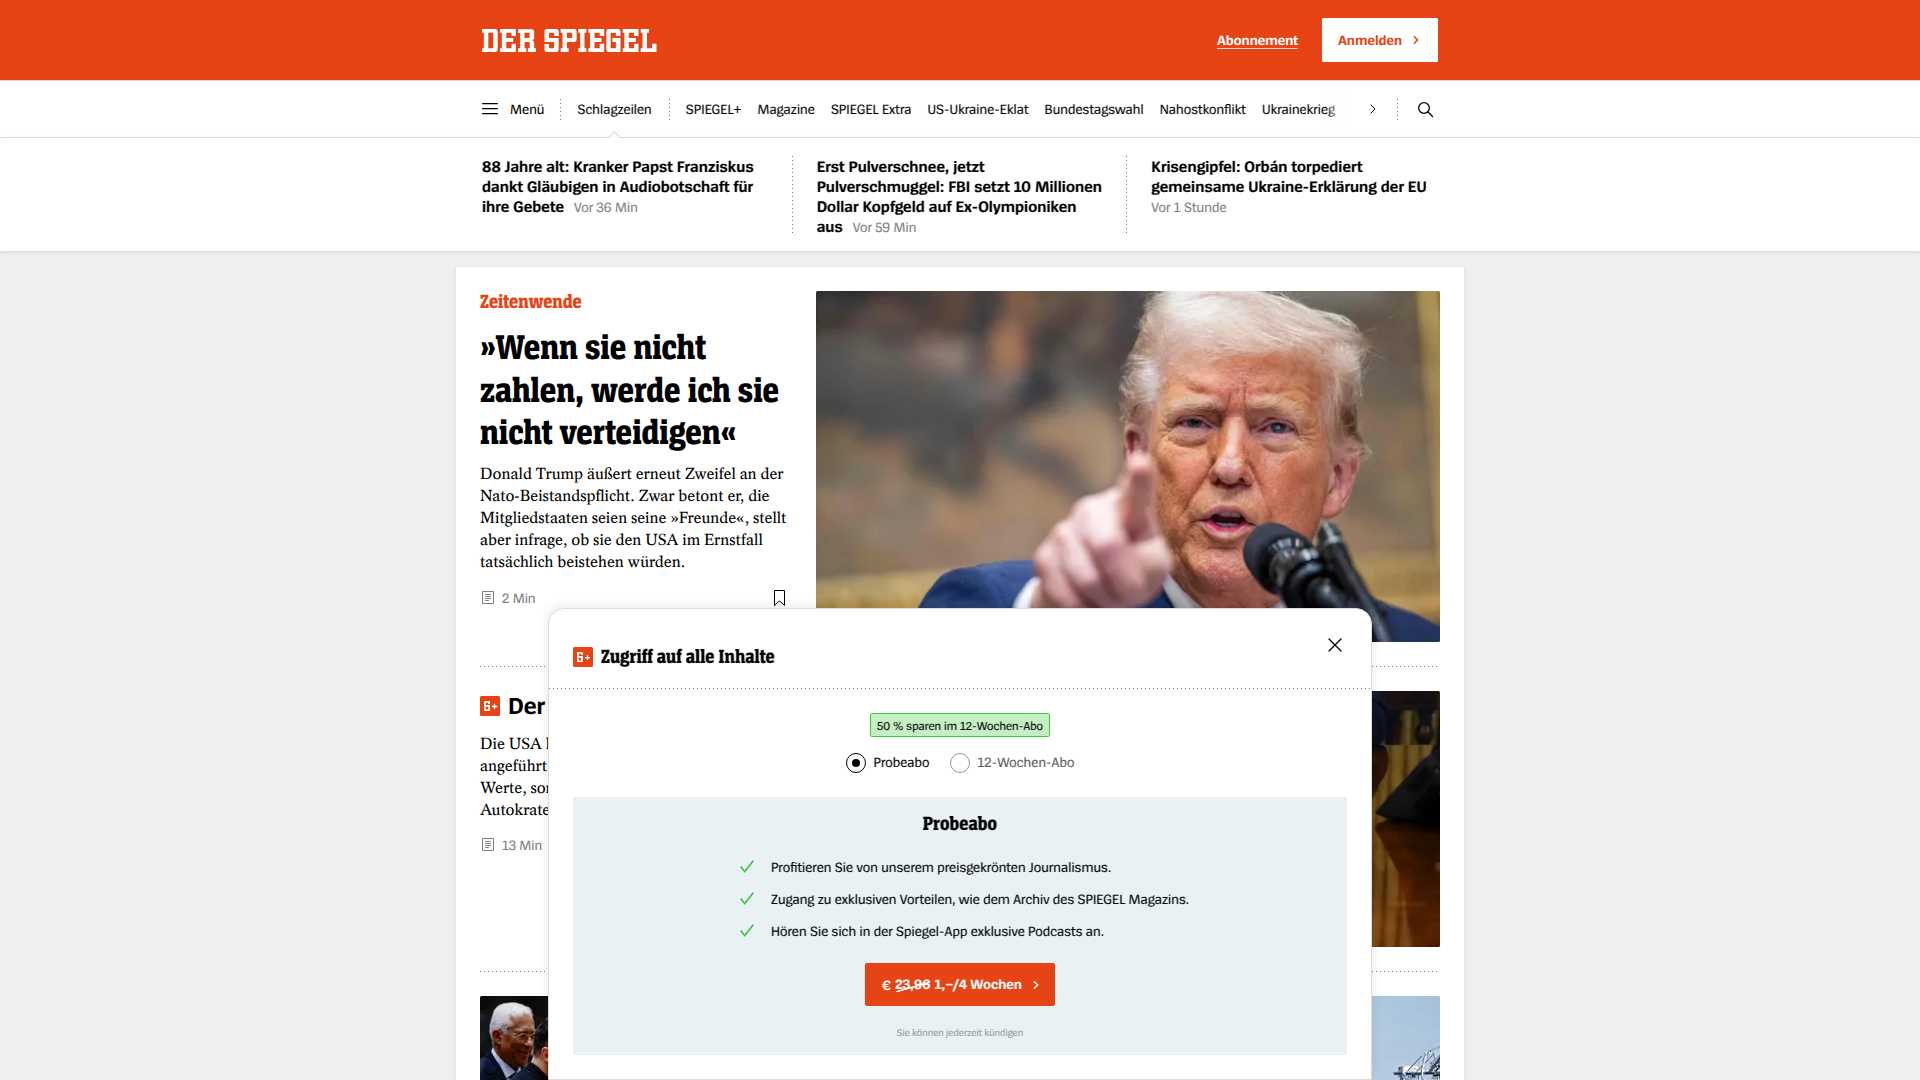 DER SPIEGEL
Abonnement
Anmelden
Menü
Schlagzeilen
SPIEGEL+
Magazine
SPIEGEL Extra
US-Ukraine-Eklat
Bundestagswahl
Nahostkonflikt
Ukrainekrieg
88 Jahre alt: Kranker Papst Franziskus
dankt Gläubigen in Audiobotschaft für
ihre Gebete Vor 36 Min
Erst Pulverschnee, jetzt
Pulverschmuggel: FBI setzt 10 Millionen
Dollar Kopfgeld auf Ex-Olympioniken
aus Vor 59 Min
Krisengipfel: Orbán torpediert
gemeinsame Ukraine-Erklärung der EU
Vor 1 Stunde
Zeitenwende
»Wenn sie nicht
zahlen, werde ich sie
nicht verteidigen«
Donald Trump äußert erneut Zweifel an der
Nato-Beistandspflicht. Zwar betont er, die
Mitgliedstaaten seien seine »Freunde«, stellt
aber infrage, ob sie den USA im Ernstfall
tatsächlich beistehen würden.
2 Min
Der
Die USA
angeführt
Werte,
13 Min
Zugriff auf alle Inhalte
50 % sparen im 12-Wochen-Abo
Probeabo
12-Wochen-Abo
Probeabo
Profitieren Sie von unserem preisgekrönten Journalismus.
Zugang zu exklusiven Vorteilen, wie dem Archiv des SPIEGEL Magazins.
Hören Sie sich in der Spiegel-App exklusive Podcasts an.
€ 23,96 1,–/4 Wochen
Sie können jederzeit kündigen